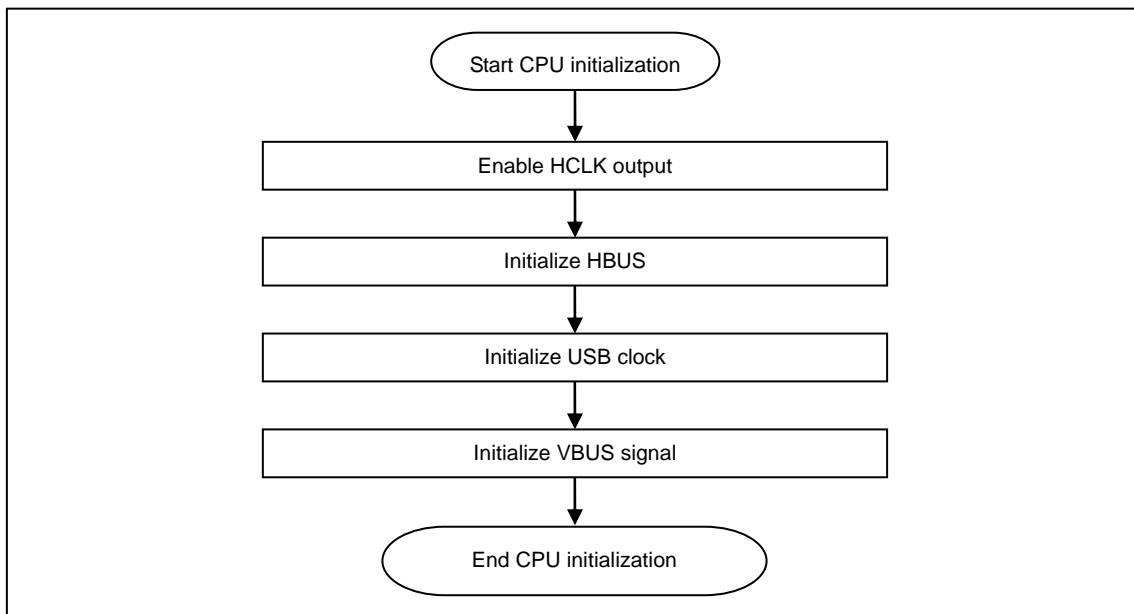 Start CPU initialization
Enable HCLK output
Initialize HBUS
Initialize USB clock
Initialize VBUS signal
End CPU initialization